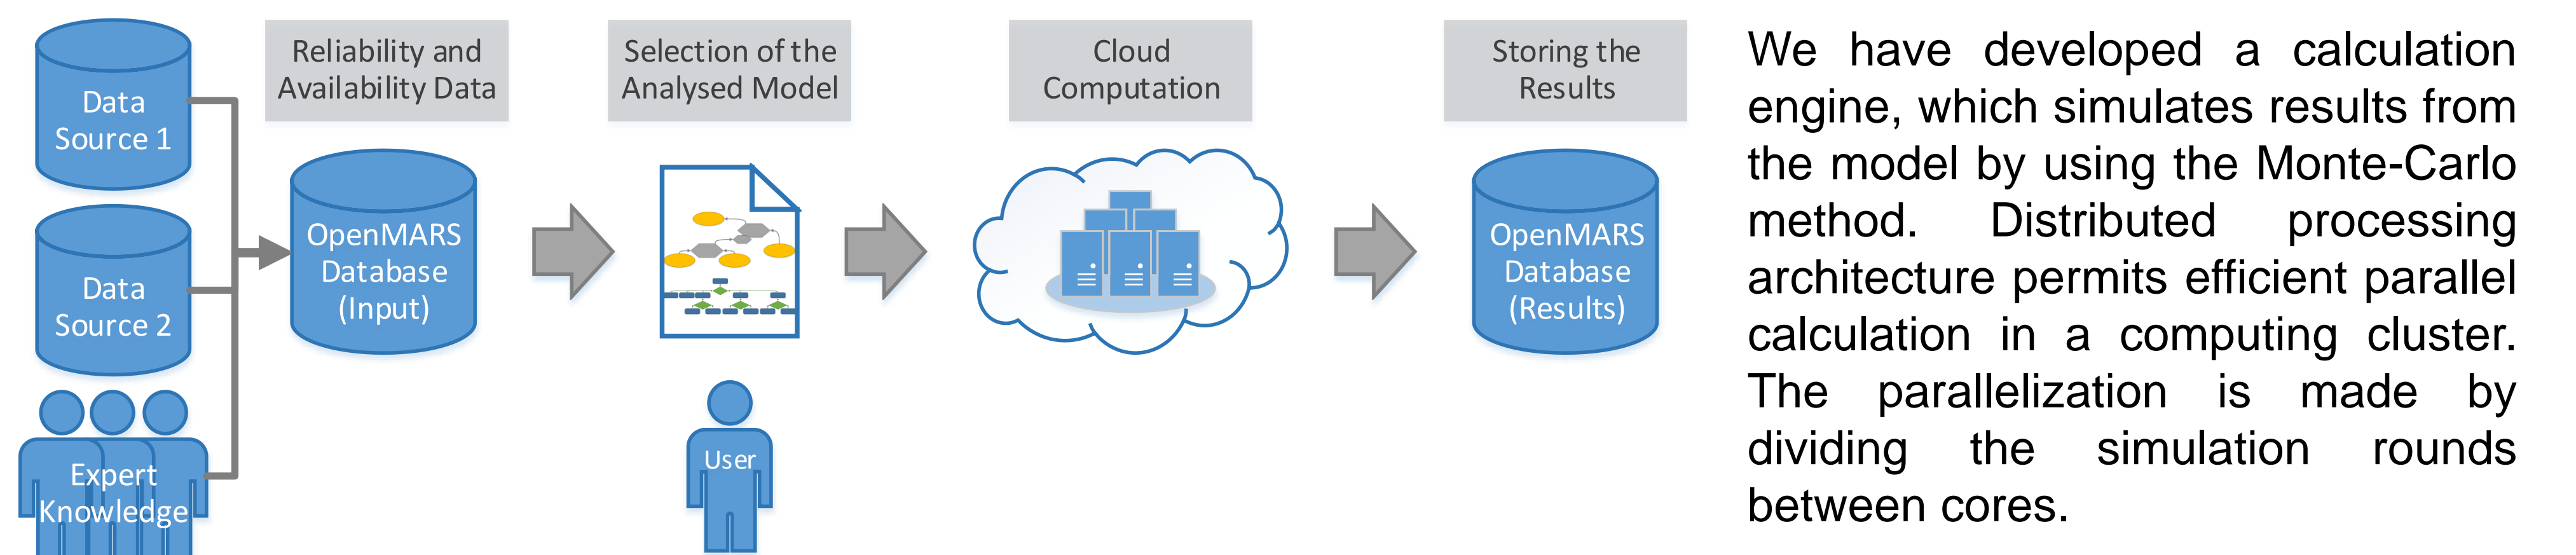 Data
Source 1
Data
Source 2
Expert
Knowledge
Reliability and
Availability Data
OpenMARS
Database
(Input)
Selection of the
Analysed Model
User
Cloud
Computation
Storing the
Results
OpenMARS
Database
(Results)
We have developed a calculation
engine, which simulates results from
the model by using the Monte-Carlo
method. Distributed processing
architecture permits efficient parallel
calculation in a computing cluster.
The parallelization is made by
dividing the simulation rounds
between cores.